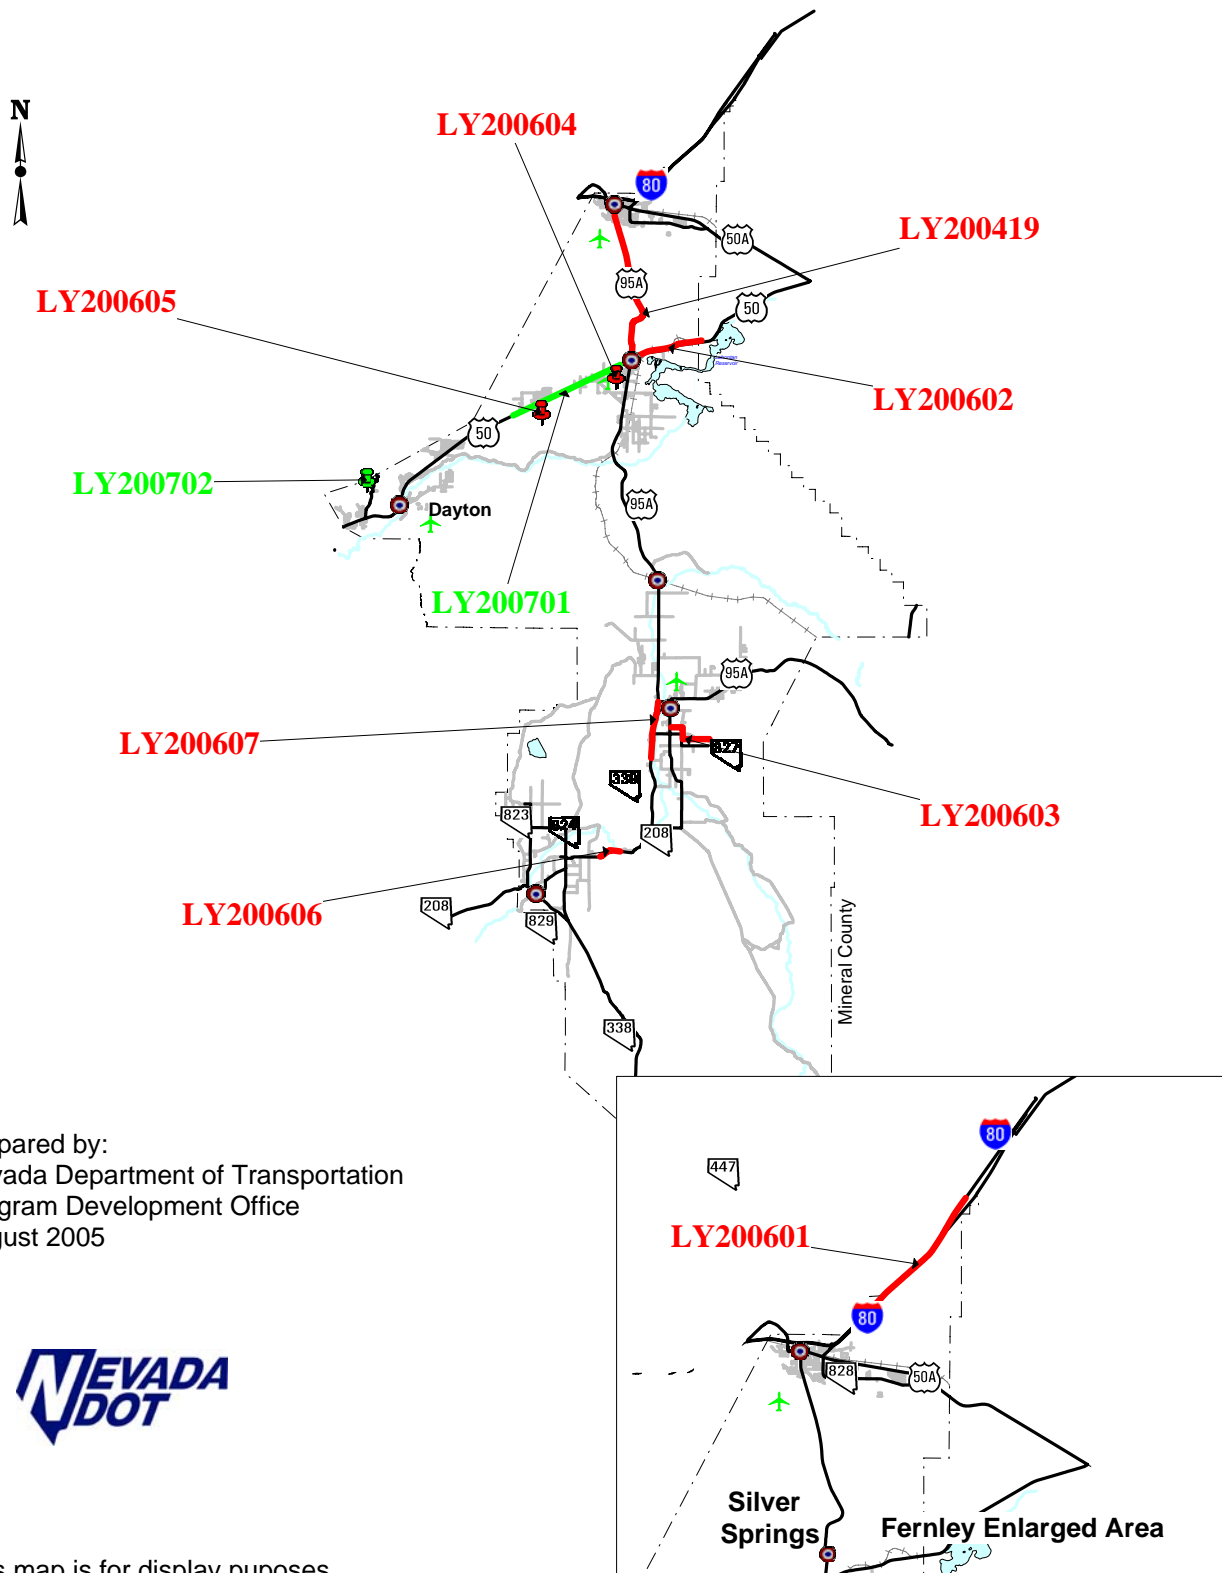 N
LY200604
80
LY200419
50A
95A
LY200605
50
Reservoir
LY200602
50
LY200702
Dayton
95A
LY200701
95A
LY200607
827
339
LY200603
823
824
208
208
LY200606
829
Mineral County
338
pared by:
vada Department of Transportation
gram Development Office
gust 2005
80
447
LY200601
80
828
50A
NEVADA
DOT
Silver
Springs
Fernley Enlarged Area
s map is for display puposes